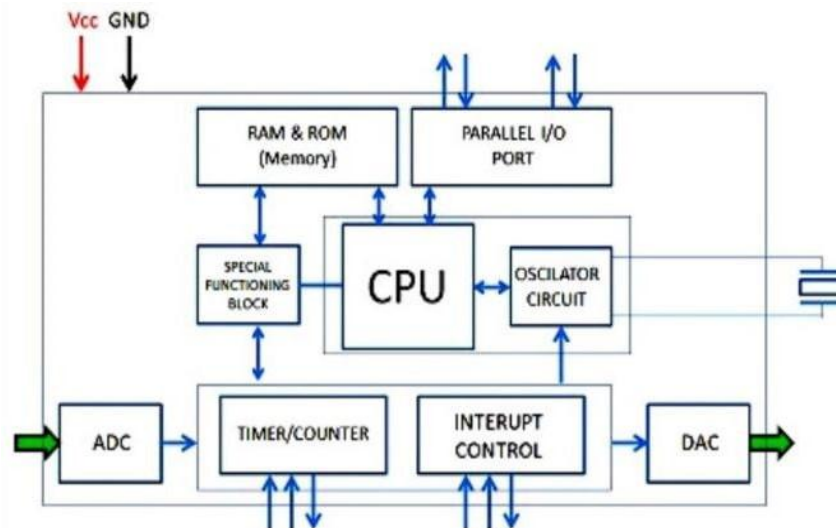 Vcc GND
RAM & ROM
(Memory)
PARALLEL I/O
PORT
SPECIAL
FUNCTIONING
BLOCK
CPU
OSCILATOR
CIRCUIT
ADC
TIMER/COUNTER
INTERUPT
CONTROL
DAC